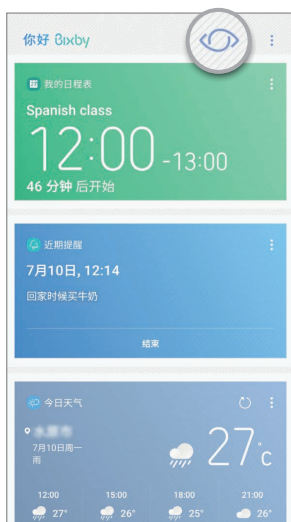 你好 Bixby
我的日程表
Spanish class
12:00 -13:00
46 分钟 后开始
近期提醒
7月10日, 12:14
回家时候买牛奶
结束
今日天气
7月10日周一
雨
27°c
12:00 15:00 18:00 21:00
27° 26° 25° 26°